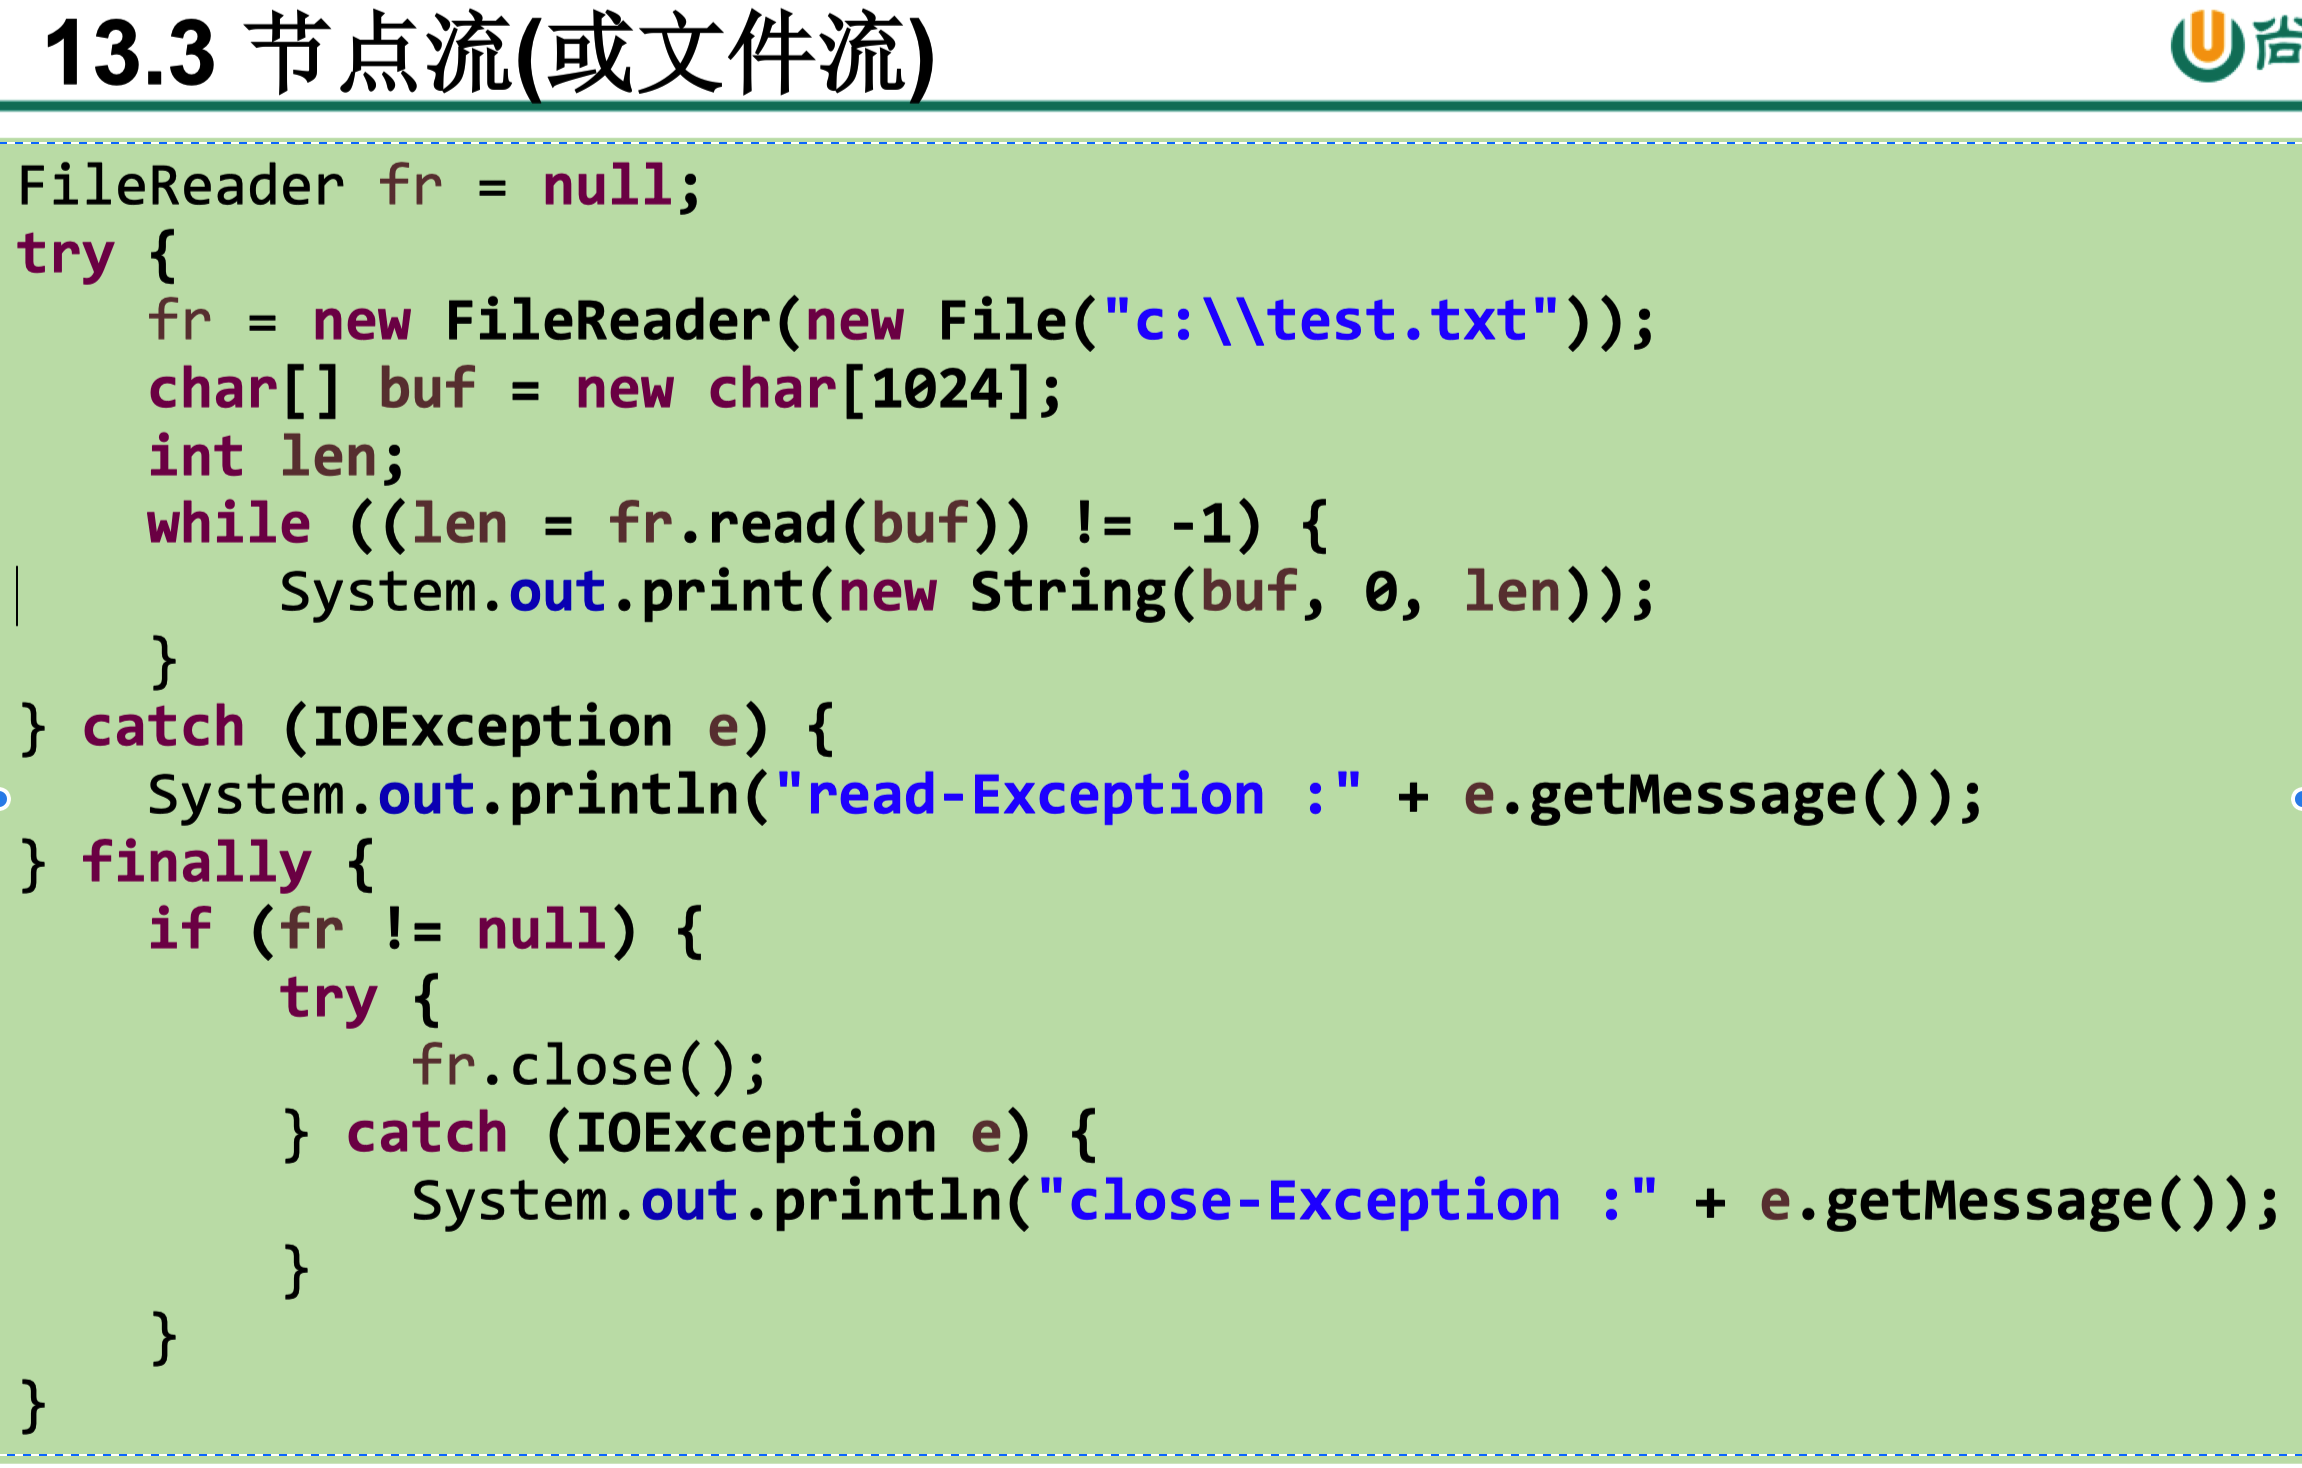 13.3 节点流(或文件流)
尚
FileReader fr = null;
try {
    fr = new FileReader(new File("c:\\test.txt"));
    char[] buf = new char[1024];
    int len;
    while ((len = fr.read(buf)) != -1) {
        System.out.print(new String(buf, 0, len));
    }
} catch (IOException e) {
    System.out.println("read-Exception :" + e.getMessage());
} finally {
    if (fr != null) {
        try {
            fr.close();
        } catch (IOException e) {
            System.out.println("close-Exception :" + e.getMessage());
        }
    }
}